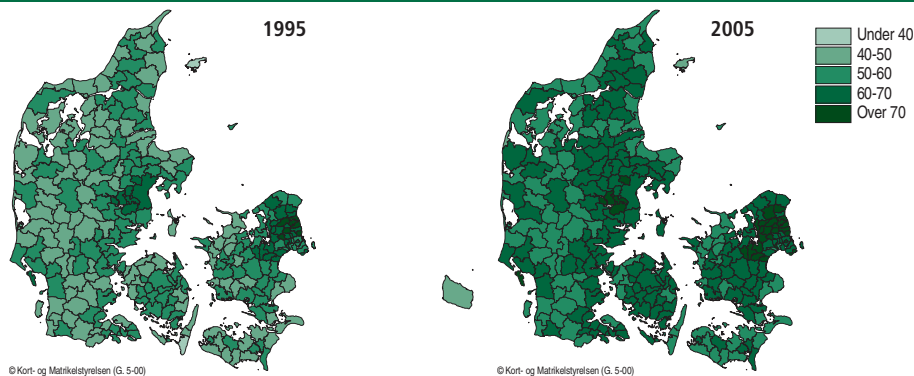 1995
2005
Under 40
40-50
50-60
60-70
Over 70
© Kort- og Matrikelstyrelsen (G. 5-00)
© Kort- og Matrikelstyrelsen (G. 5-00)